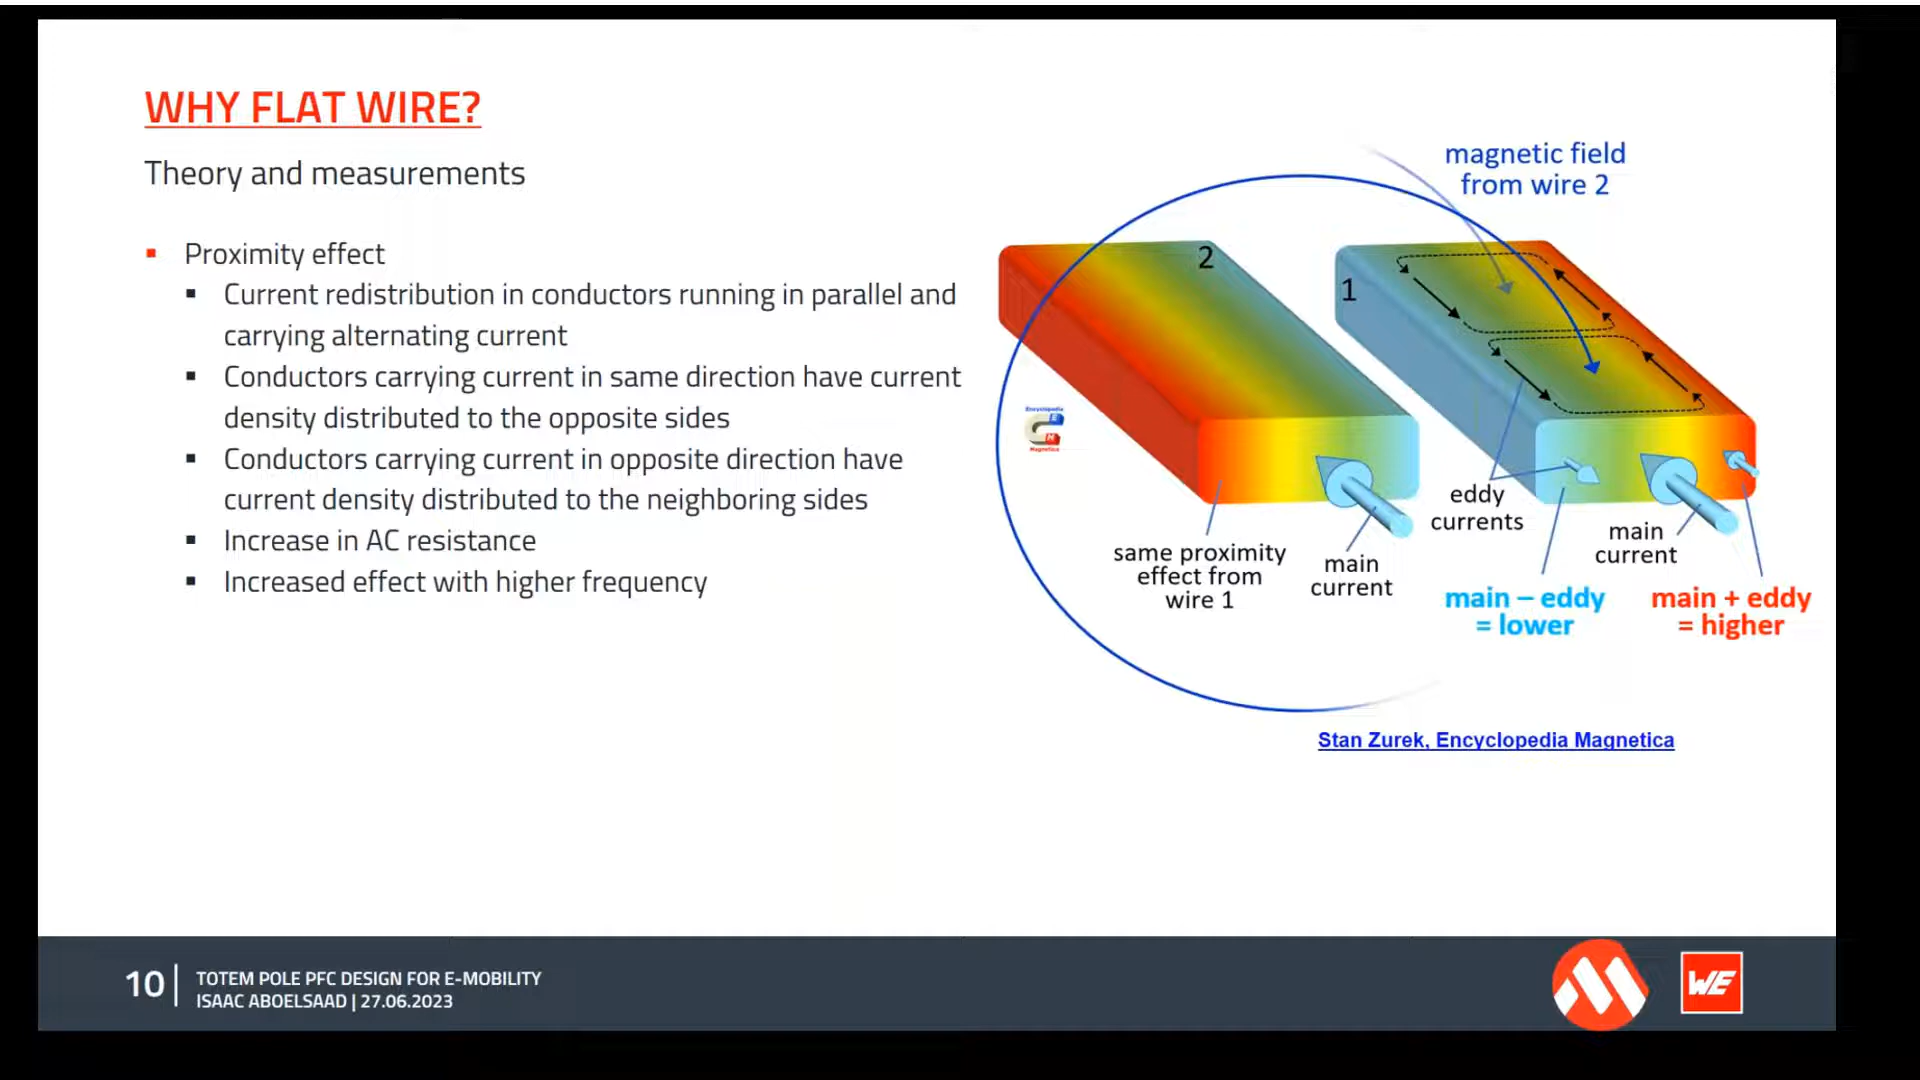 WHY FLAT WIRE?
Theory and measurements
Proximity effect
Current redistribution in conductors running in parallel and
carrying alternating current
Conductors carrying current in same direction have current
density distributed to the opposite sides
Conductors carrying current in opposite direction have
current density distributed to the neighboring sides
Increase in AC resistance
Increased effect with higher frequency
magnetic field
from wire 2
2
1
Encyclopedia
E
M
Magnetica
eddy
currents
same proximity
effect from
wire 1
main
current
main
current
main – eddy
= lower
main + eddy
= higher
Stan Zurek, Encyclopedia Magnetica
10
TOTEM POLE PFC DESIGN FOR E-MOBILITY
ISAAC ABOELSAAD | 27.06.2023
WE